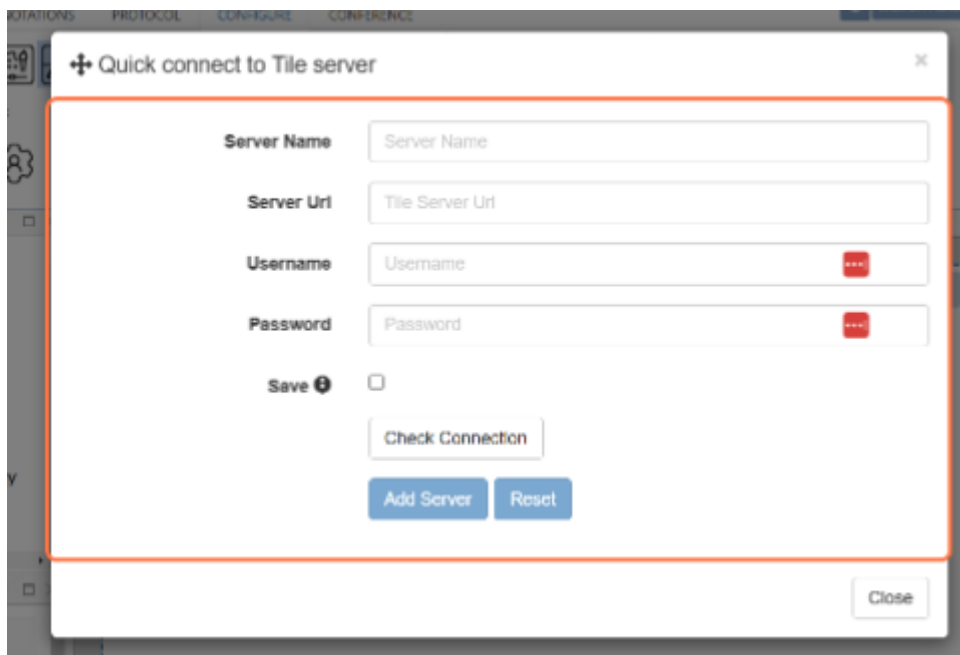 NOTATIONS PROTOCOL CONFIGURE CONFERENCE
Quick connect to Tile server ×
Server Name Server Name
Server Url Tile Server Url
Username Username
Password Password
Save
Check Connection
Add Server Reset
y
Close